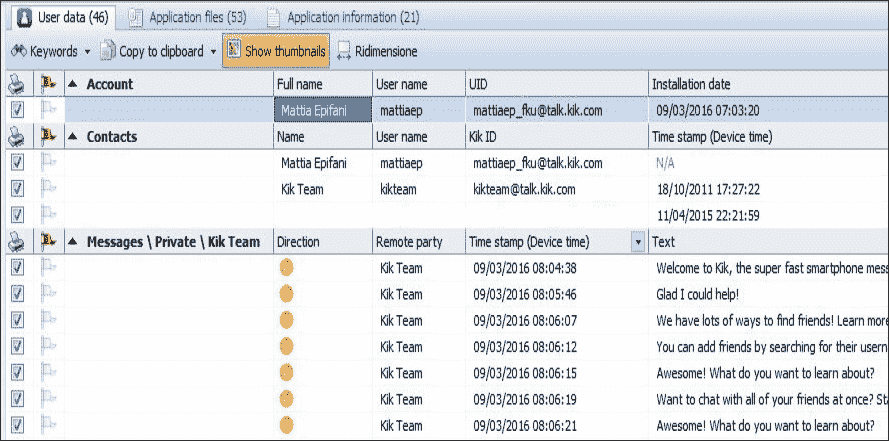 User data (46) Application files (53) Application information (21)
Keywords Copy to clipboard Show thumbnails Ridimensione
Account Full name User name UID Installation date
Mattia Epifani mattiaep mattiaep_fku@talk.kik.com 09/03/2016 07:03:20
Contacts Name User name Kik ID Time stamp (Device time)
Mattia Epifani mattiaep mattiaep_fku@talk.kik.com N/A
Kik Team kikteam kikteam@talk.kik.com 18/10/2011 17:27:22
11/04/2015 22:21:59
Messages \ Private \ Kik Team Direction Remote party Time stamp (Device time) Text
Kik Team 09/03/2016 08:04:38 Welcome to Kik, the super fast smartphone mess
Kik Team 09/03/2016 08:05:46 Glad I could help!
Kik Team 09/03/2016 08:06:07 We have lots of ways to find friends! Learn more
Kik Team 09/03/2016 08:06:12 You can add friends by searching for their usern
Kik Team 09/03/2016 08:06:15 Awesome! What do you want to learn about?
Kik Team 09/03/2016 08:06:19 Want to chat with all of your friends at once? Sta
Kik Team 09/03/2016 08:06:21 Awesome! What do you want to learn about?